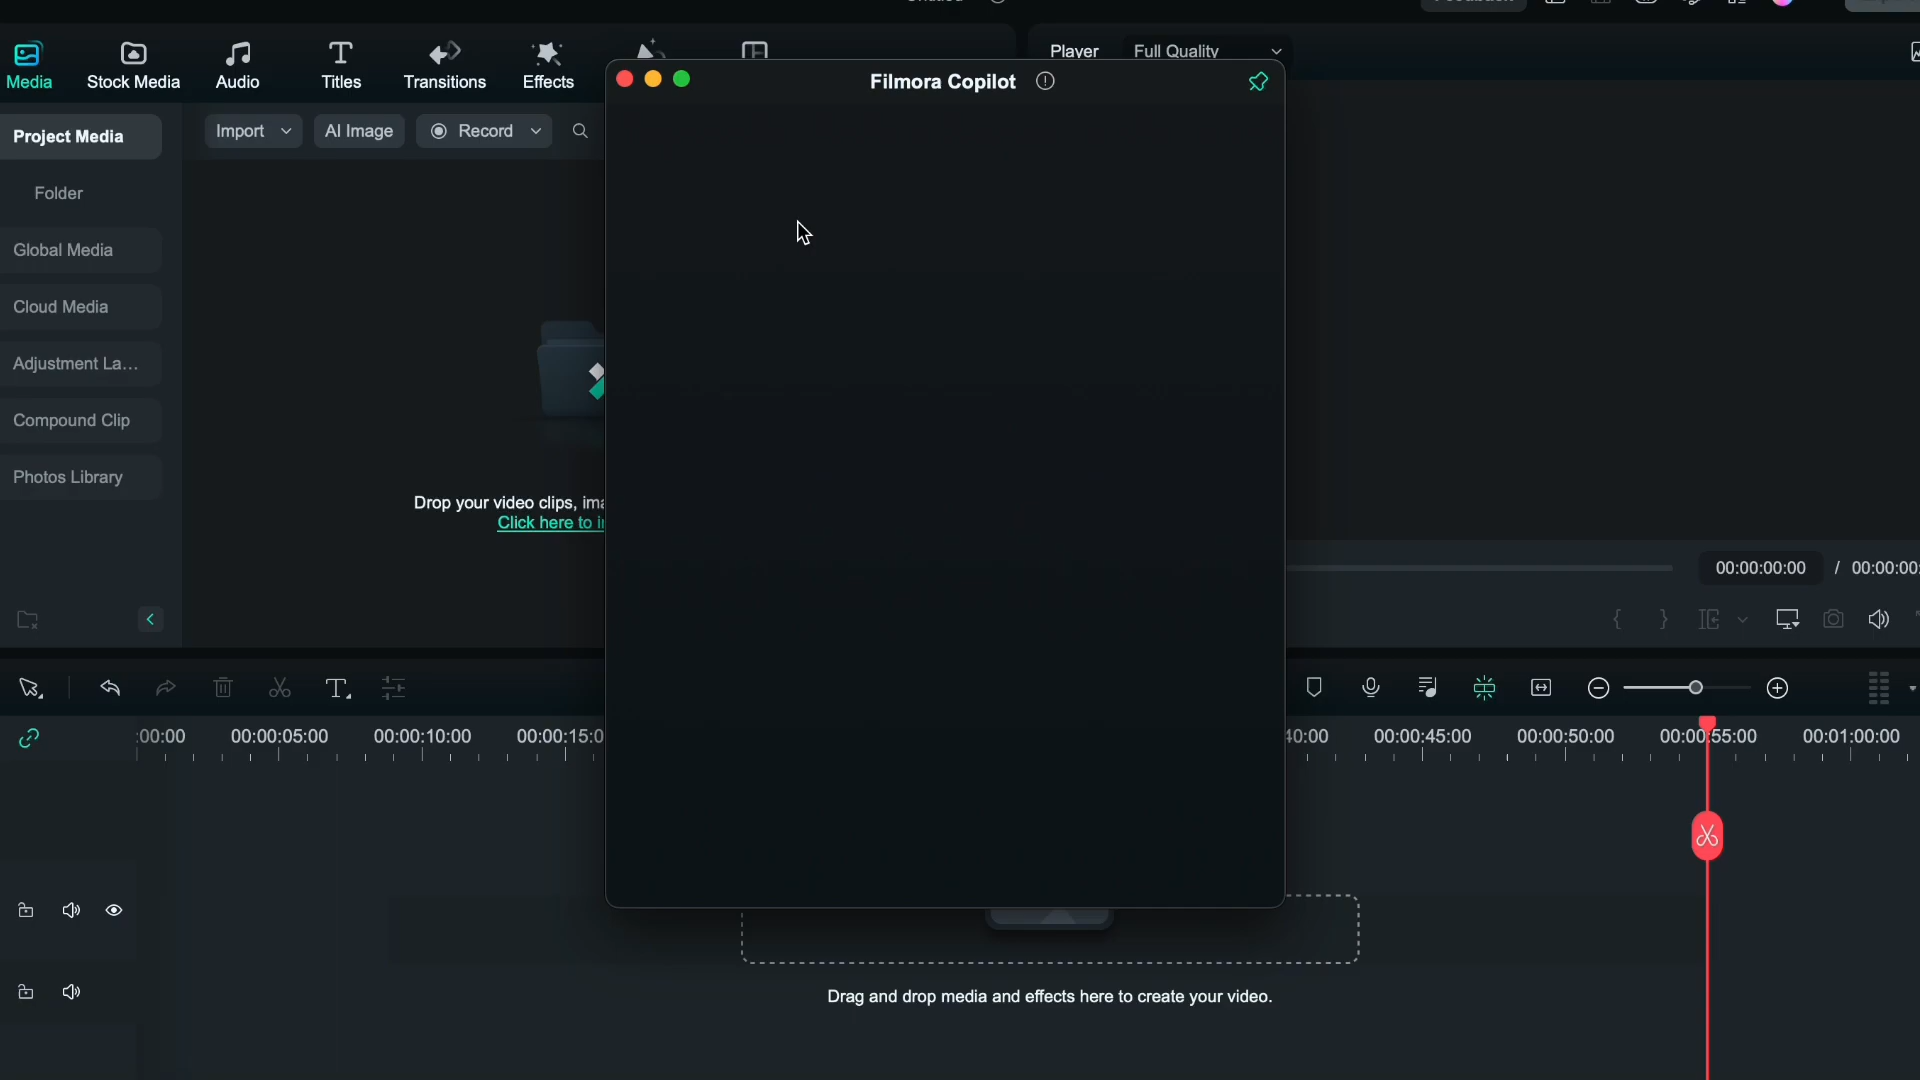 Player Full Quality
Media Stock Media Audio Titles Transitions Effects
Filmora Copilot
Import AI Image Record
Project Media
Folder
Global Media
Cloud Media
Adjustment La...
Compound Clip
Photos Library
Drop your video clips,
Click here to
00:00:00:00 / 00:00:00:
:00:00 00:00:05:00 00:00:10:00 00:00:15:0 40:00 00:00:45:00 00:00:50:00 00:00:55:00 00:01:00:00
Drag and drop media and effects here to create your video.